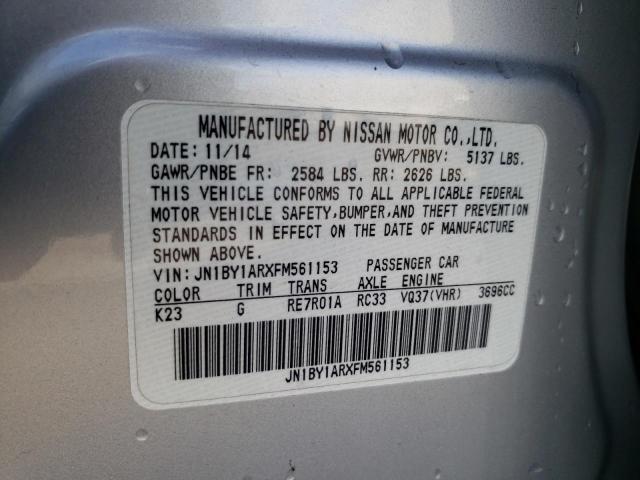 MANUFACTURED BY NISSAN MOTOR CO.,LTD.
DATE: 11/14 GVWR/PNBV: 5137 LBS.
GAWR/PNBE FR: 2584 LBS. RR: 2626 LBS.
THIS VEHICLE CONFORMS TO ALL APPLICABLE FEDERAL
MOTOR VEHICLE SAFETY,BUMPER,AND THEFT PREVENTION
STANDARDS IN EFFECT ON THE DATE OF MANUFACTURE
SHOWN ABOVE.
VIN: JN1BY1ARXFM561153 PASSENGER CAR
COLOR TRIM TRANS AXLE ENGINE
K23 G RE7R01A RC33 VQ37(VHR) 3696CC
JN1BY1ARXFM561153